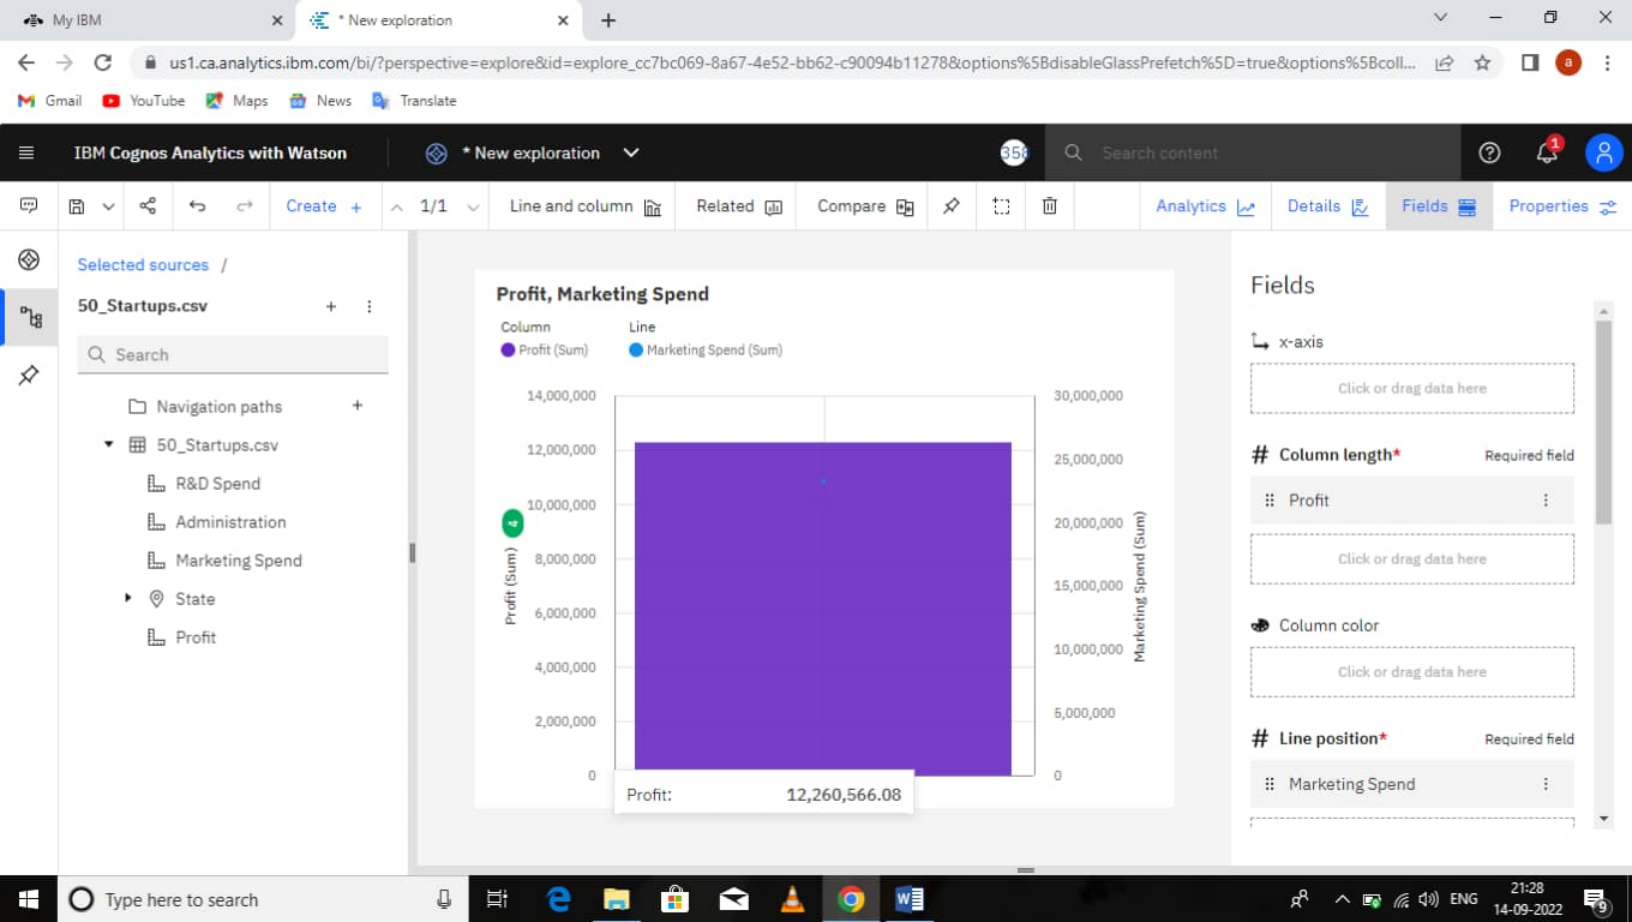 My IBM
* New exploration
us1.ca.analytics.ibm.com/bi/?perspective=explore&id=explore_cc7bc069-8a67-4e52-bb62-c90094b11278&options%5BdisableGlassPrefetch%5D=true&options%5Bcoll...
a
Gmail
YouTube
Maps
News
Translate
IBM Cognos Analytics with Watson
* New exploration
358
Search content
1
Create +
1/1
Line and column
Related
Compare
Analytics
Details
Fields
Properties
Selected sources /
50_Startups.csv
Search
Navigation paths
50_Startups.csv
R&D Spend
Administration
Marketing Spend
State
Profit
Profit, Marketing Spend
Column
Line
Profit (Sum)
Marketing Spend (Sum)
14,000,000
12,000,000
10,000,000
8,000,000
6,000,000
4,000,000
2,000,000
0
Profit (Sum)
30,000,000
25,000,000
20,000,000
15,000,000
10,000,000
5,000,000
0
Marketing Spend (Sum)
Profit: 12,260,566.08
Fields
x-axis
Click or drag data here
# Column length* Required field
Profit
Click or drag data here
Column color
Click or drag data here
# Line position* Required field
Marketing Spend
Type here to search
ENG
21:28
14-09-2022
9